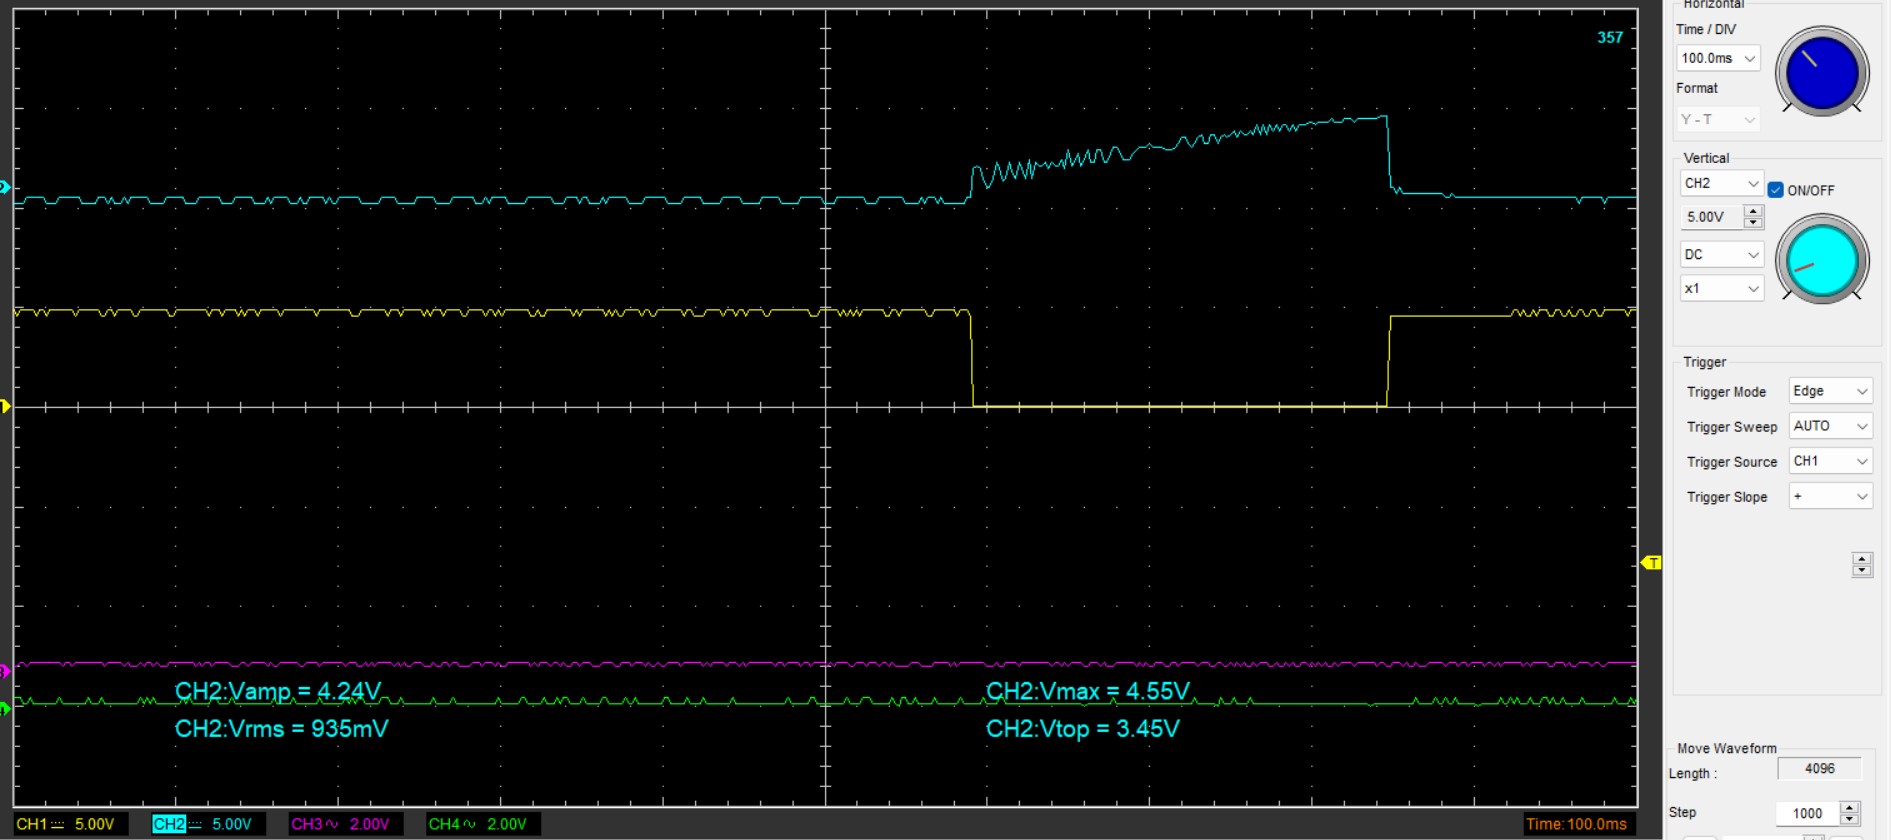 Horizontal
357
Time / DIV
100.0ms
Format
Y - T
Vertical
CH2
ON/OFF
5.00V
DC
x1
Trigger
Trigger Mode Edge
Trigger Sweep AUTO
Trigger Source CH1
Trigger Slope +
T
CH2:Vamp = 4.24V
CH2:Vmax = 4.55V
CH2:Vrms = 935mV
CH2:Vtop = 3.45V
Move Waveform
Length : 4096
Step 1000
CH1 5.00V CH2 5.00V CH3 2.00V CH4 2.00V Time:100.0ms